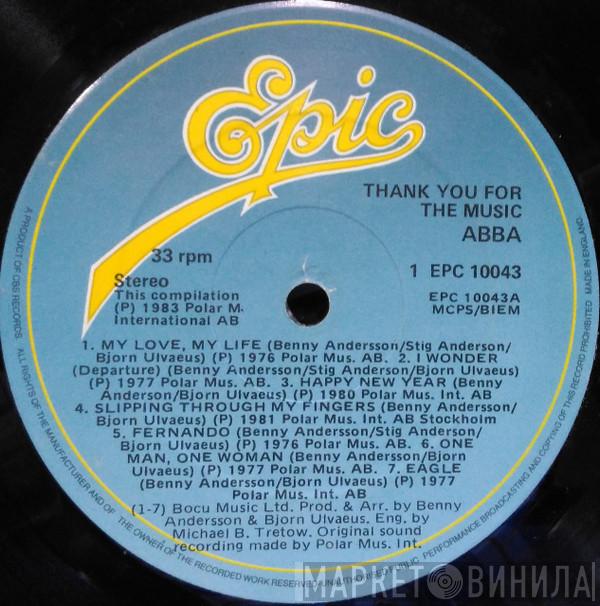 Epic
THANK YOU FOR
THE MUSIC
ABBA
33 rpm
1 EPC 10043
Stereo
This compilation
(P) 1983 Polar M.
International AB
EPC 10043A
MCPS/BIEM
1. MY LOVE, MY LIFE (Benny Andersson/Stig Anderson/
Bjorn Ulvaeus) (P) 1976 Polar Mus. AB. 2. I WONDER
(Departure) (Benny Andersson/Stig Anderson/Bjorn Ulvaeus)
(P) 1977 Polar Mus. AB. 3. HAPPY NEW YEAR (Benny
Anderson/Bjorn Ulvaeus) (P) 1980 Polar Mus. Int. AB
4. SLIPPING THROUGH MY FINGERS (Benny Andersson/
Bjorn Ulvaeus) (P) 1981 Polar Mus. Int. AB Stockholm
5. FERNANDO (Benny Andersson/Stig Anderson/
Bjorn Ulvaeus) (P) 1976 Polar Mus. AB. 6. ONE
MAN, ONE WOMAN (Benny Andersson/Bjorn
Ulvaeus) (P) 1977 Polar Mus. AB. 7. EAGLE
(Benny Andersson/Bjorn Ulvaeus) (P) 1977
Polar Mus. Int. AB
(1-7) Bocu Music Ltd. Prod. & Arr. by Benny
Andersson & Bjorn Ulvaeus. Eng. by
Michael B. Tretow. Original sound
recording made by Polar Mus. Int.
A PRODUCT OF CBS RECORDS. ALL RIGHTS OF THE MANUFACTURER AND OF THE OWNER OF THE RECORDED WORK RESERVED-UNAUTHORISED PUBLIC PERFORMANCE BROADCASTING AND COPYING OF THIS RECORD PROHIBITED MADE IN ENGLAND.
МАРКЕТ ВИНИЛА